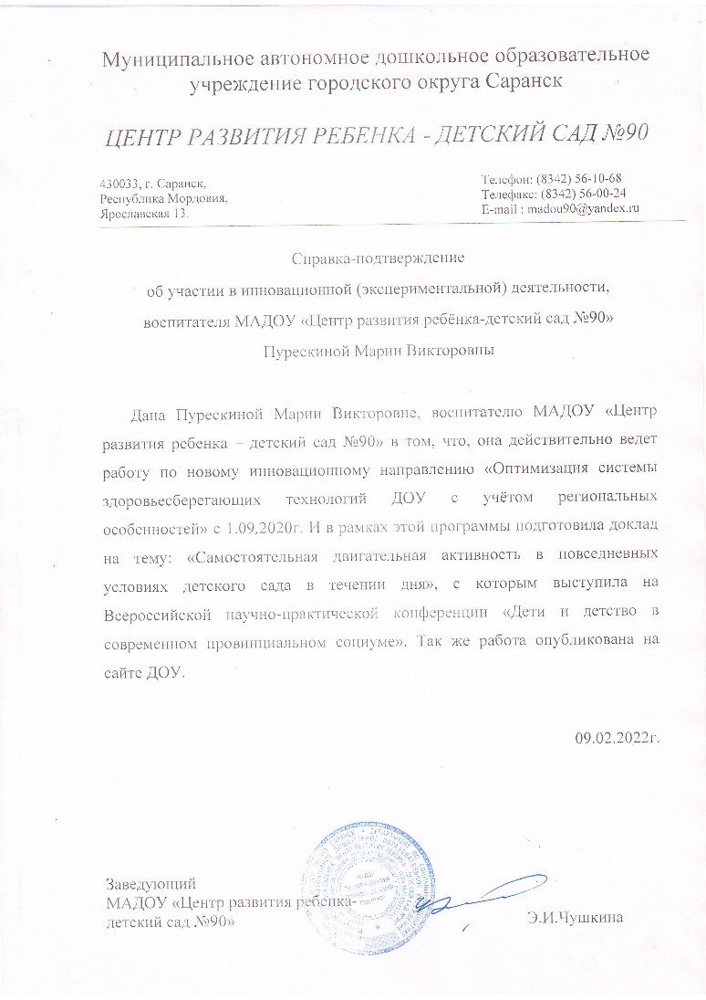 Муниципальное автономное дошкольное образовательное
учреждение городского округа Саранск
ЦЕНТР РАЗВИТИЯ РЕБЕНКА - ДЕТСКИЙ САД №90
430033, г. Саранск,
Республика Мордовия,
Ярославская 13.
Телефон: (8342) 56-10-68
Телефакс: (8342) 56-00-24
E-mail : madou90@yandex.ru
Справка-подтверждение
об участии в инновационной (экспериментальной) деятельности,
воспитателя МАДОУ «Центр развития ребёнка-детский сад №90»
Пурескиной Марии Викторовны
Дана Пурескиной Марии Викторовне, воспитателю МАДОУ «Центр
развития ребенка – детский сад №90» в том, что, она действительно ведет
работу по новому инновационному направлению «Оптимизация системы
здоровьесберегающих технологий ДОУ с учётом региональных
особенностей» с 1.09,2020г. И в рамках этой программы подготовила доклад
на тему: «Самостоятельная двигательная активность в повседневных
условиях детского сада в течении дня», с которым выступила на
Всероссийской научно-практической конференции «Дети и детство в
современном провинциальном социуме». Так же работа опубликована на
сайте ДОУ.
09.02.2022г.
Заведующий
МАДОУ «Центр развития ребенка-
детский сад №90»
Э.И.Чушкина